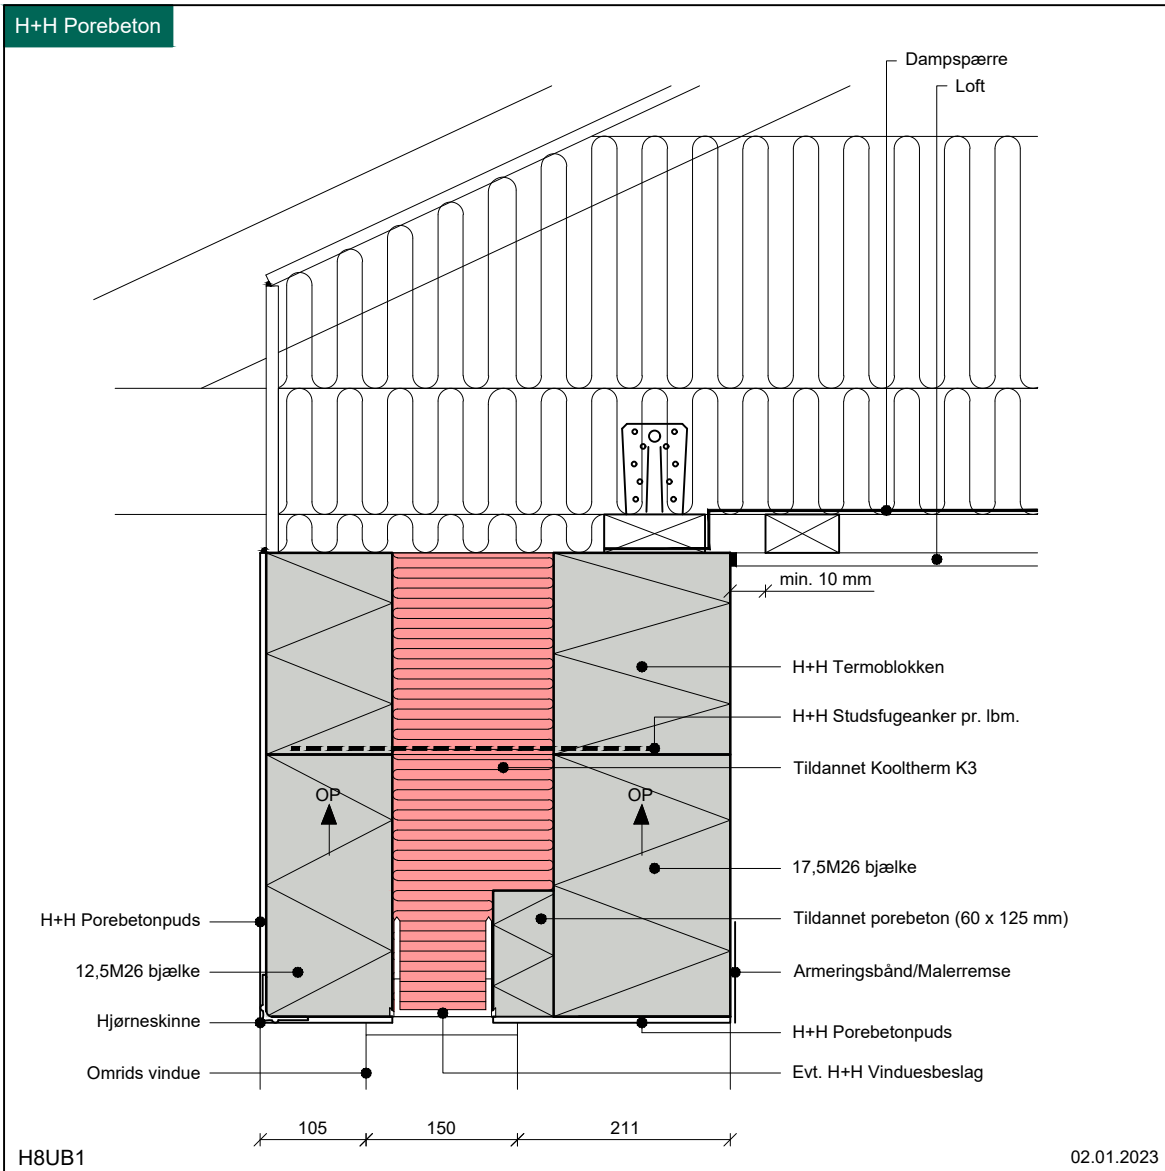 H+H Porebeton
Dampspærre
Loft
min. 10 mm
H+H Termoblokken
H+H Studsfugeanker pr. lbm.
Tildannet Kooltherm K3
OP
OP
17,5M26 bjælke
H+H Porebetonpuds
Tildannet porebeton (60 x 125 mm)
12,5M26 bjælke
Armeringsbånd/Malerremse
Hjørneskinne
H+H Porebetonpuds
Omrids vindue
Evt. H+H Vinduesbeslag
105
150
211
H8UB1
02.01.2023